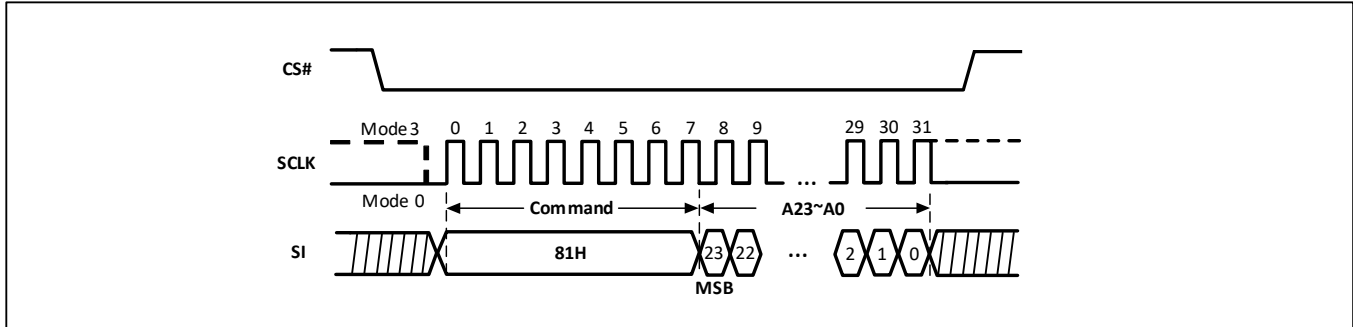 CS#
Mode 3 0 1 2 3 4 5 6 7 8 9 29 30 31
SCLK
...
Mode 0
Command A23~A0
SI 81H 23 22 ... 2 1 0
MSB